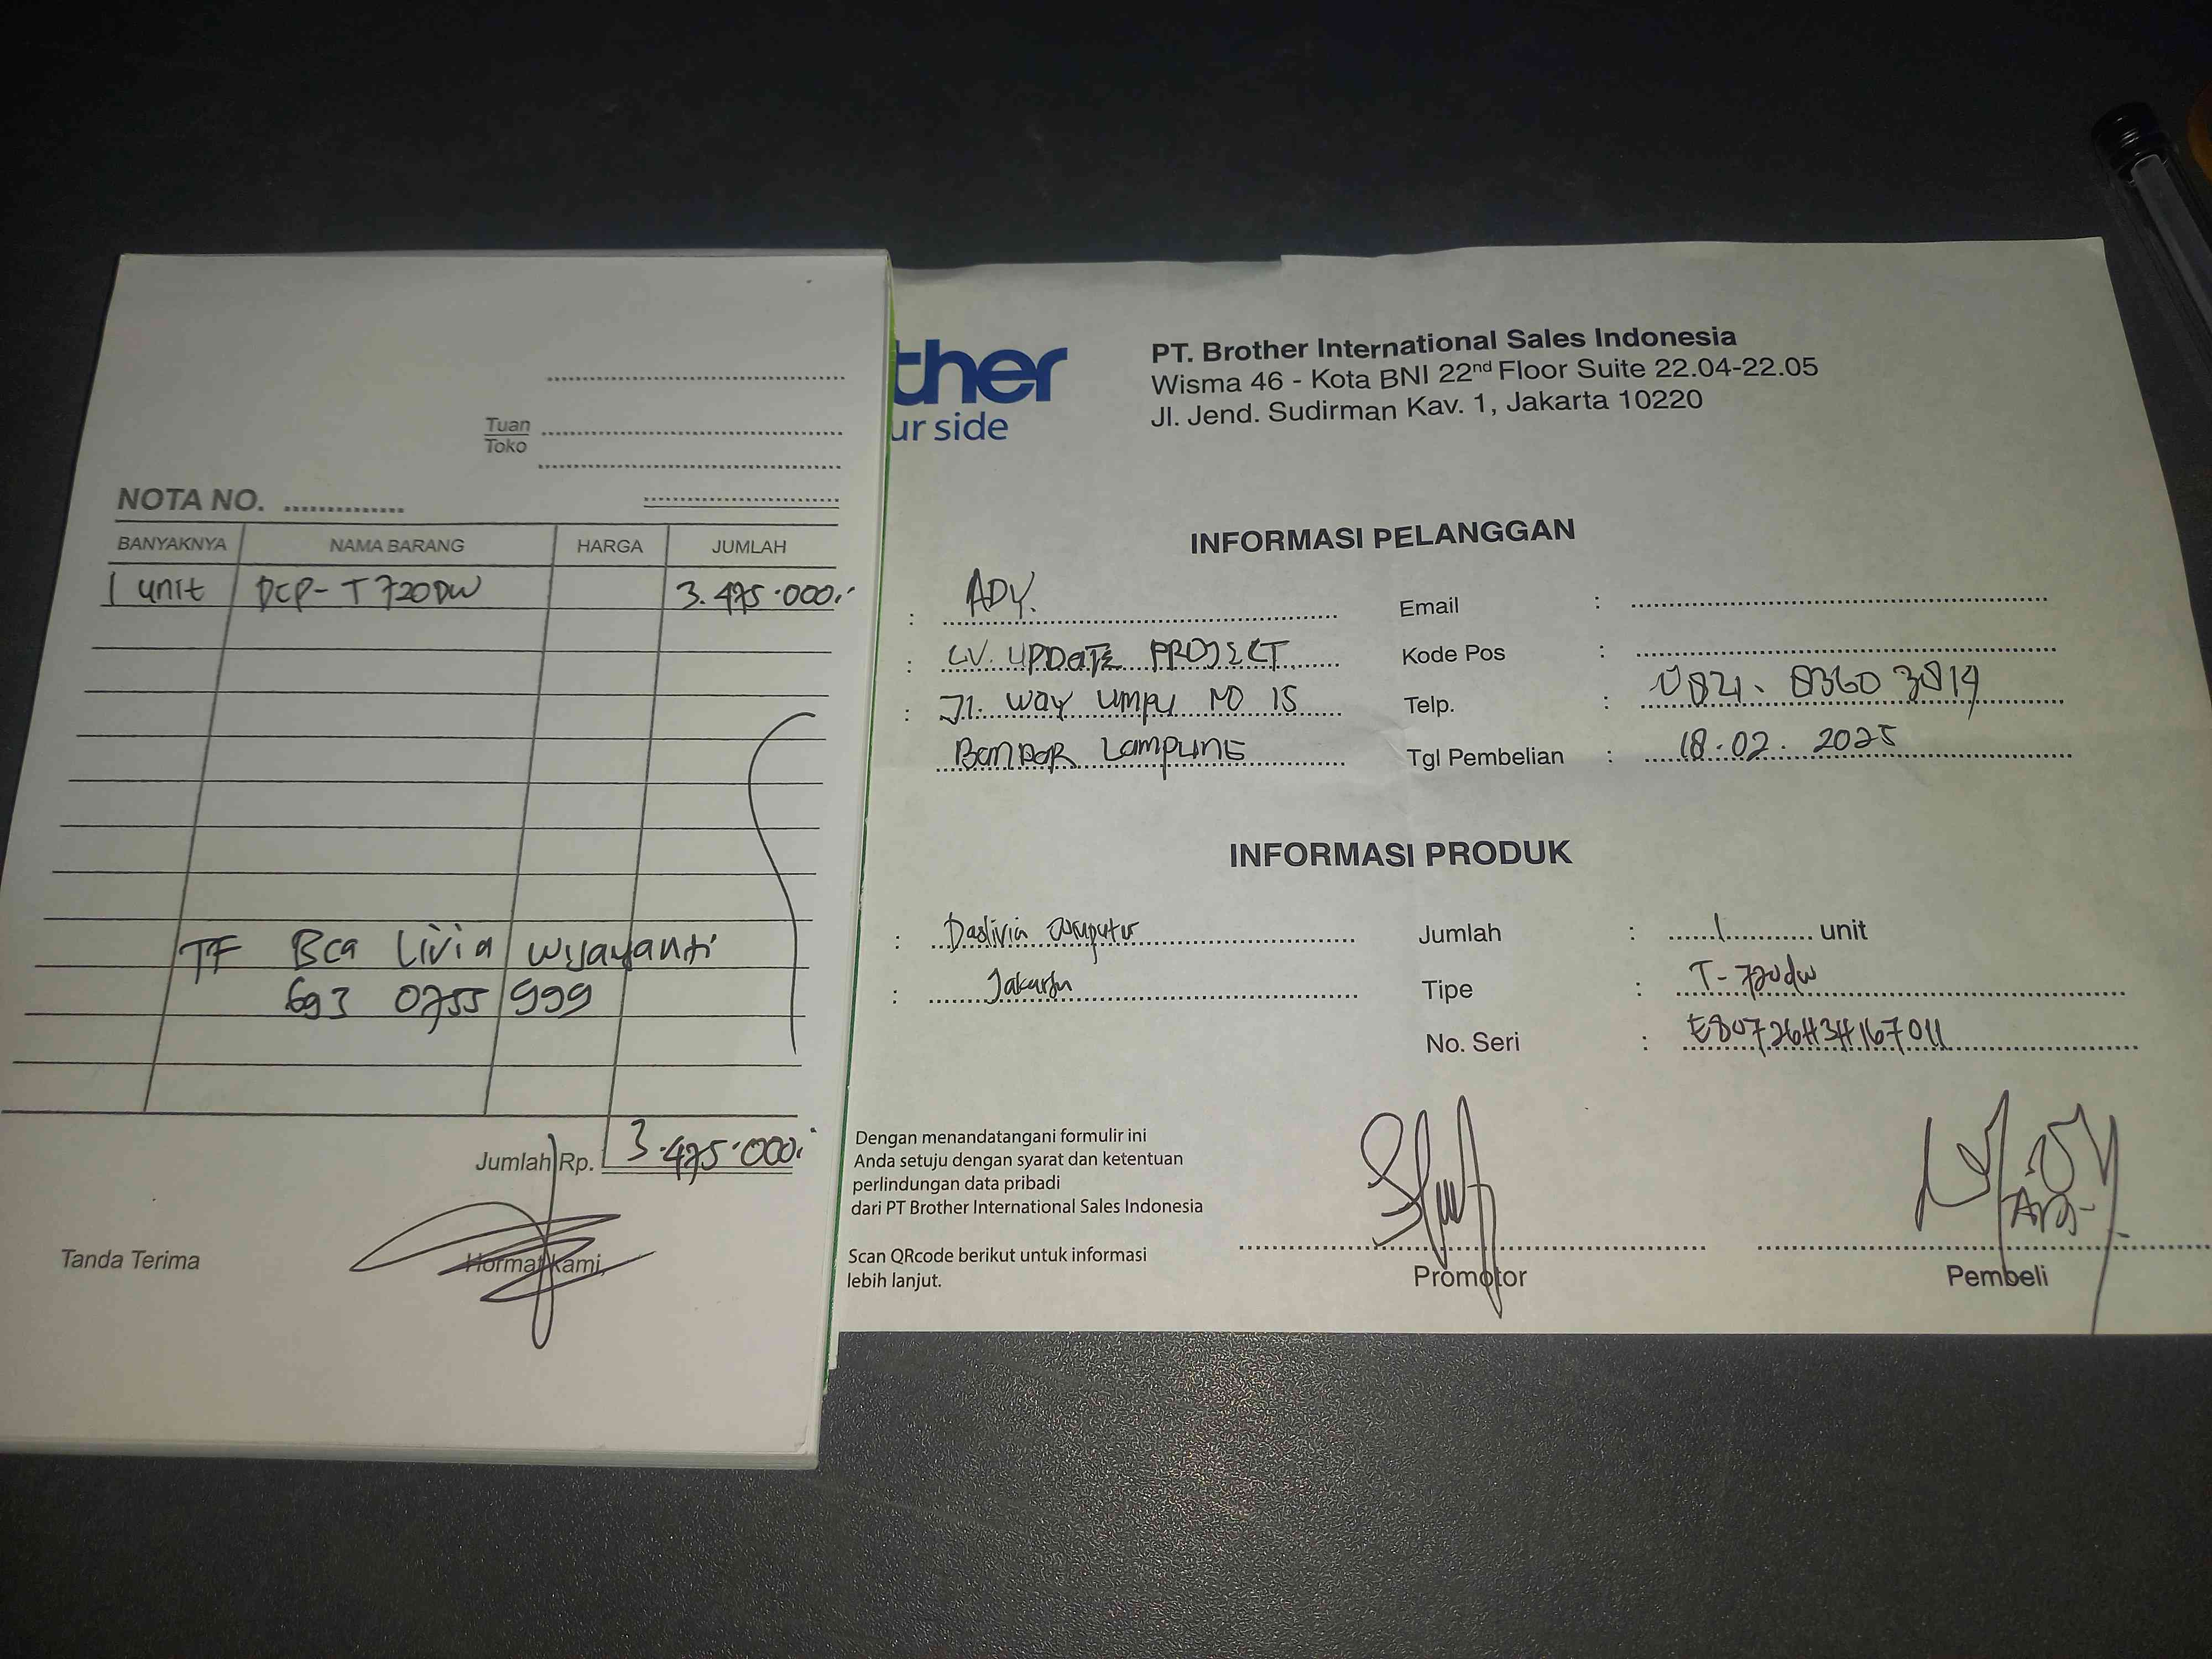 Tuan
Toko
NOTA NO.
BANYAKNYA NAMA BARANG HARGA JUMLAH
1 unit DCP-T720DW 3.475.000,-
TF BCa Livia wijayanti
693 0755 999
Jumlah Rp. 3.475.000,-
Tanda Terima Hormat kami,
ther
ur side
PT. Brother International Sales Indonesia
Wisma 46 - Kota BNI 22nd Floor Suite 22.04-22.05
Jl. Jend. Sudirman Kav. 1, Jakarta 10220
INFORMASI PELANGGAN
: ADY. Email :
: CV. UPDaTE PROJECT Kode Pos :
: Jl. Way Umpu NO 15 Telp. : 0821. 8360 3819
BanDaR LamPUNG Tgl Pembelian : 18.02.2025
INFORMASI PRODUK
: Daslivia Computer Jumlah : 1 unit
: Jakarta Tipe : T-720dw
No. Seri : E80726H3H167011
Dengan menandatangani formulir ini
Anda setuju dengan syarat dan ketentuan
perlindungan data pribadi
dari PT Brother International Sales Indonesia
Scan QRcode berikut untuk informasi
lebih lanjut.
Promotor Pembeli